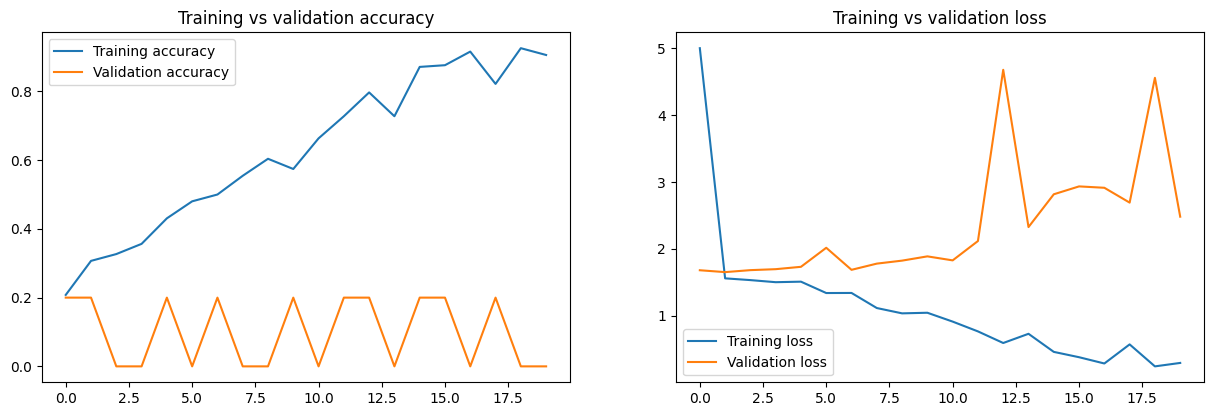 Training vs validation accuracy
Training accuracy
Validation accuracy
0.8
0.6
0.4
0.2
0.0
0.0 2.5 5.0 7.5 10.0 12.5 15.0 17.5
Training vs validation loss
5
4
3
2
1
Training loss
Validation loss
0.0 2.5 5.0 7.5 10.0 12.5 15.0 17.5